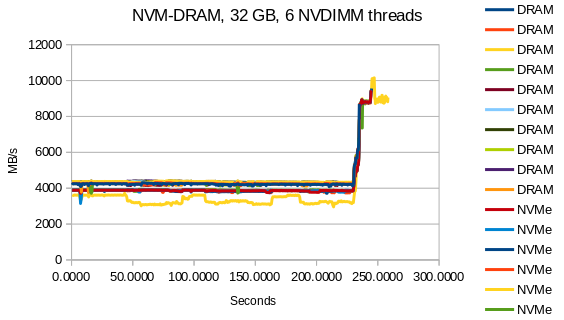 NVM-DRAM, 32 GB, 6 NVDIMM threads
12000
10000
8000
6000
4000
2000
0
MB/s
0.0000 50.0000 100.0000 150.0000 200.0000 250.0000 300.0000
Seconds
DRAM
DRAM
DRAM
DRAM
DRAM
DRAM
DRAM
DRAM
DRAM
DRAM
NVMe
NVMe
NVMe
NVMe
NVMe
NVMe